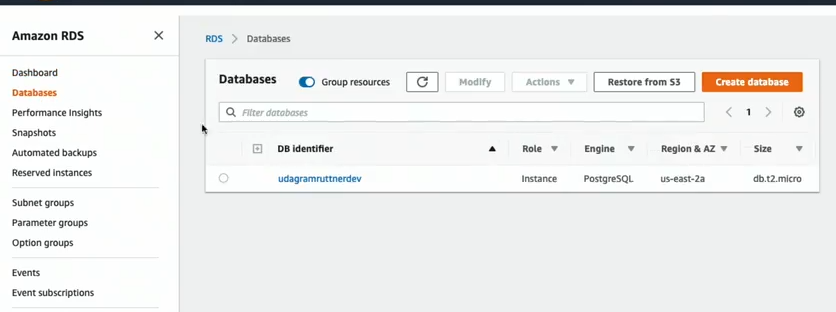 Amazon RDS
Dashboard
Databases
Performance Insights
Snapshots
Automated backups
Reserved instances
Subnet groups
Parameter groups
Option groups
Events
Event subscriptions
RDS > Databases
Databases Group resources Modify Actions Restore from S3 Create database
Filter databases 1
DB identifier Role Engine Region & AZ Size
udagramruttnerdev Instance PostgreSQL us-east-2a db.t2.micro